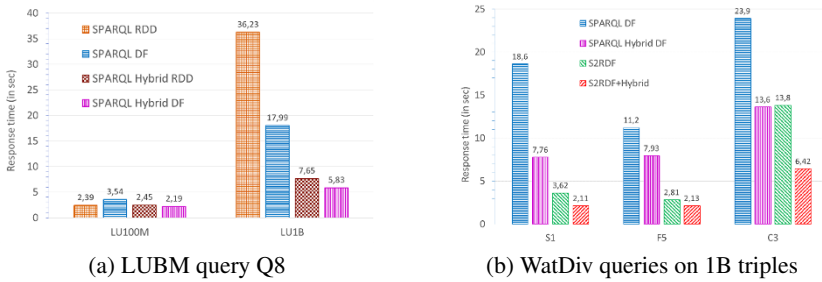 40
35
30
25
20
15
10
5
0
Response time (in sec)
SPARQL RDD
SPARQL DF
SPARQL Hybrid RDD
SPARQL Hybrid DF
2,39
3,54
2,45
2,19
36,23
17,99
7,65
5,83
LU100M
LU1B
(a) LUBM query Q8
25
20
15
10
5
0
Response time (in sec)
SPARQL DF
SPARQL Hybrid DF
S2RDF
S2RDF+Hybrid
18,6
7,76
3,62
2,11
11,2
7,93
2,81
2,13
23,9
13,6
13,8
6,42
S1
F5
C3
(b) WatDiv queries on 1B triples